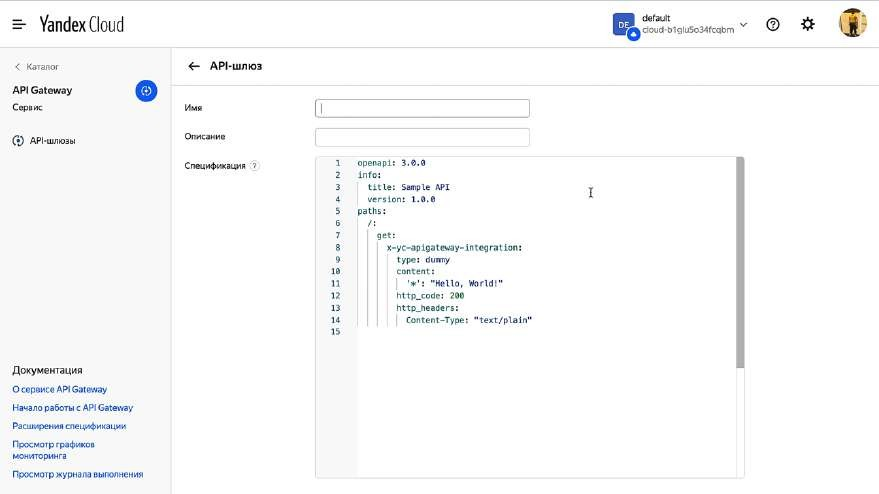 Yandex Cloud
DE
default
cloud-b1glu5o34fcqbm
Каталог
API Gateway
Сервис
API-шлюзы
Документация
О сервисе API Gateway
Начало работы с API Gateway
Расширения спецификации
Просмотр графиков
мониторинга
Просмотр журнала выполнения
API-шлюз
Имя
Описание
Спецификация ?
1 openapi: 3.0.0
2 info:
3 title: Sample API
4 version: 1.0.0
5 paths:
6 /:
7 get:
8 x-yc-apigateway-integration:
9 type: dummy
10 content:
11 '*': "Hello, World!"
12 http_code: 200
13 http_headers:
14 Content-Type: "text/plain"
15